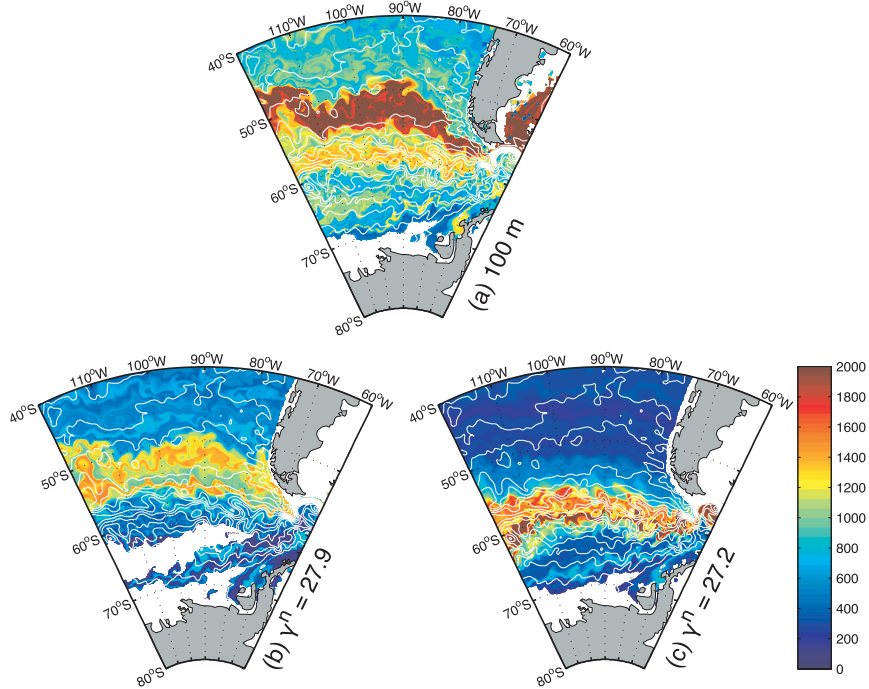 110°W
100°W
90°W
80°W
70°W
60°W
40°S
50°S
60°S
70°S
80°S
(a) 100 m
110°W
100°W
90°W
80°W
70°W
60°W
40°S
50°S
60°S
70°S
80°S
(b) γⁿ = 27.9
110°W
100°W
90°W
80°W
70°W
60°W
40°S
50°S
60°S
70°S
80°S
(c) γⁿ = 27.2
2000
1800
1600
1400
1200
1000
800
600
400
200
0